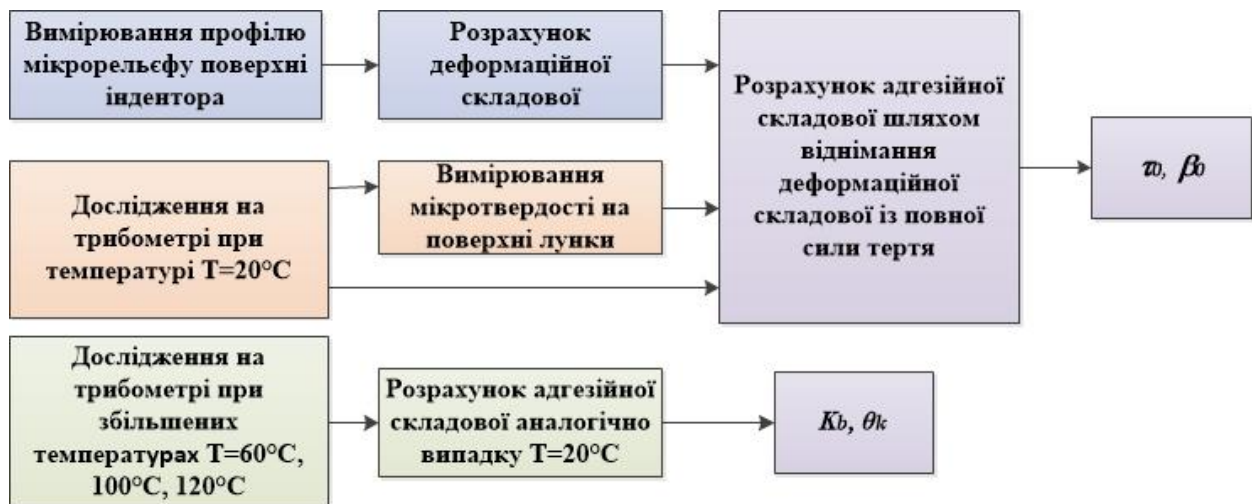 Вимірювання профілю
мікрорельєфу поверхні
індентора
Розрахунок
деформаційної
складової
Розрахунок адгезійної
складової шляхом
віднімання
деформаційної
складової із повної
сили тертя
τ0, β0
Дослідження на
трибометрі при
температурі Т=20°С
Вимірювання
мікротвердості на
поверхні лунки
Дослідження на
трибометрі при
збільшених
температурах Т=60°С,
100°С, 120°С
Розрахунок адгезійної
складової аналогічно
випадку Т=20°С
Kb, θk